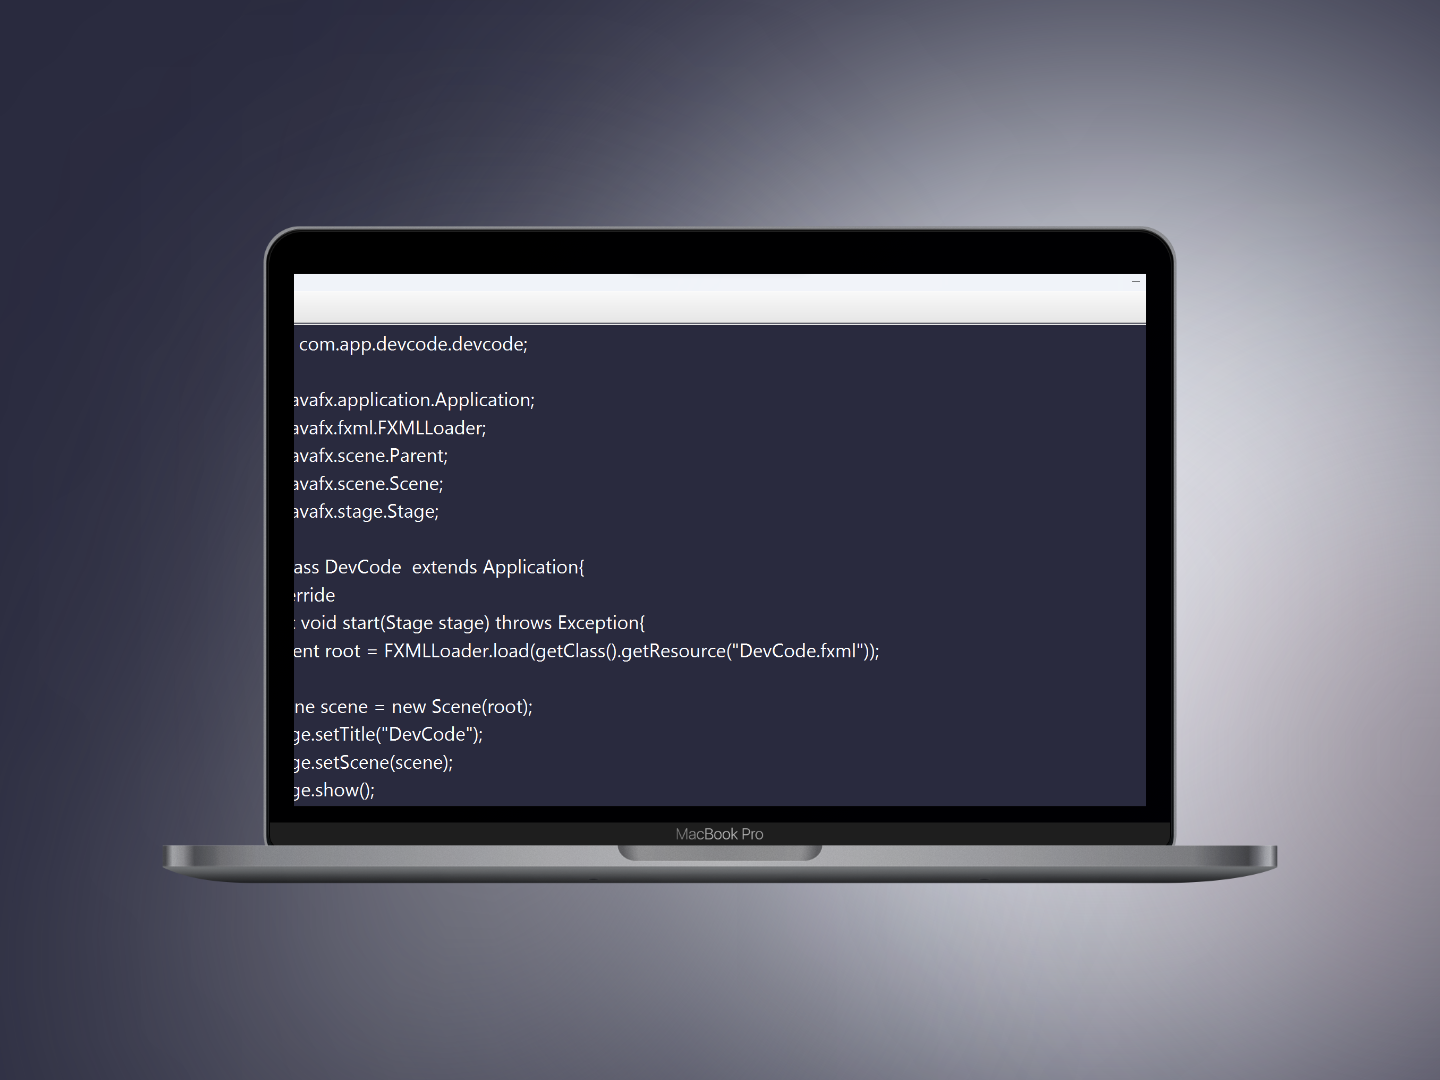 com.app.devcode.devcode;
avafx.application.Application;
avafx.fxml.FXMLLoader;
avafx.scene.Parent;
avafx.scene.Scene;
avafx.stage.Stage;
ass DevCode  extends Application{
erride
void start(Stage stage) throws Exception{
ent root = FXMLLoader.load(getClass().getResource("DevCode.fxml"));
ne scene = new Scene(root);
ge.setTitle("DevCode");
ge.setScene(scene);
ge.show();
MacBook Pro